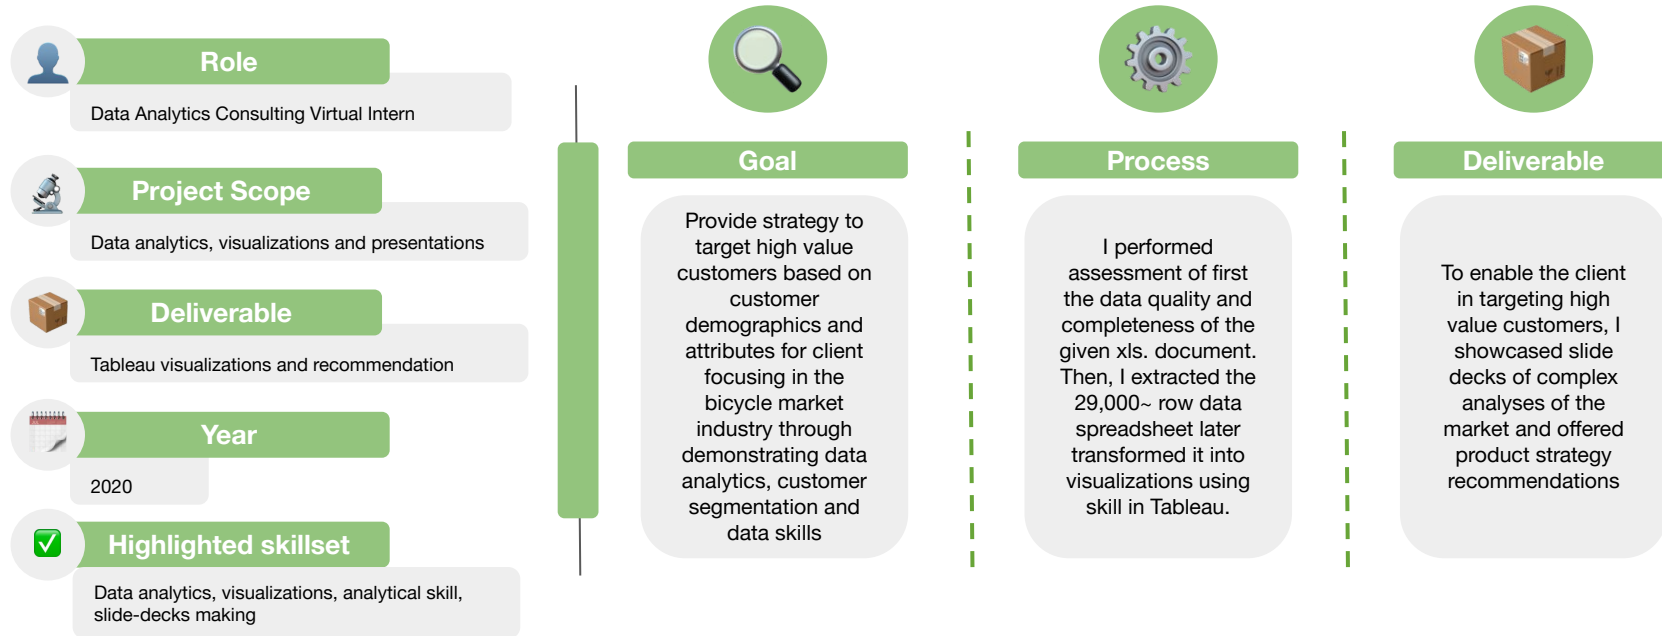 Role
Data Analytics Consulting Virtual Intern
Project Scope
Data analytics, visualizations and presentations
Deliverable
Tableau visualizations and recommendation
Year
2020
Highlighted skillset
Data analytics, visualizations, analytical skill,
slide-decks making
Goal
Provide strategy to
target high value
customers based on
customer
demographics and
attributes for client
focusing in the
bicycle market
industry through
demonstrating data
analytics, customer
segmentation and
data skills
Process
I performed
assessment of first
the data quality and
completeness of the
given xls. document.
Then, I extracted the
29,000~ row data
spreadsheet later
transformed it into
visualizations using
skill in Tableau.
Deliverable
To enable the client
in targeting high
value customers, I
showcased slide
decks of complex
analyses of the
market and offered
product strategy
recommendations